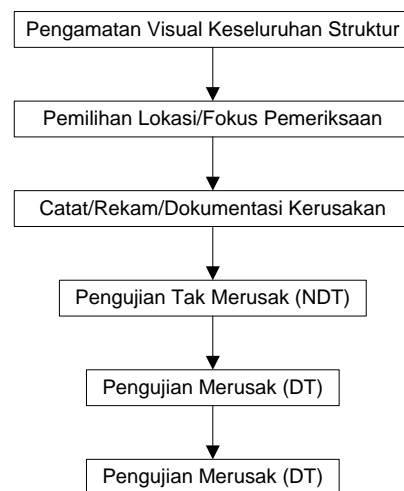 Pengamatan Visual Keseluruhan Struktur
Pemilihan Lokasi/Fokus Pemeriksaan
Catat/Rekam/Dokumentasi Kerusakan
Pengujian Tak Merusak (NDT)
Pengujian Merusak (DT)
Pengujian Merusak (DT)